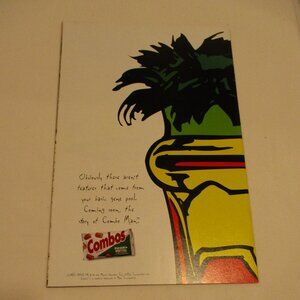 Obviously these aren't
features that come from
your basic gene pool.
Coming soon, the
story of Combo Man.
Combos